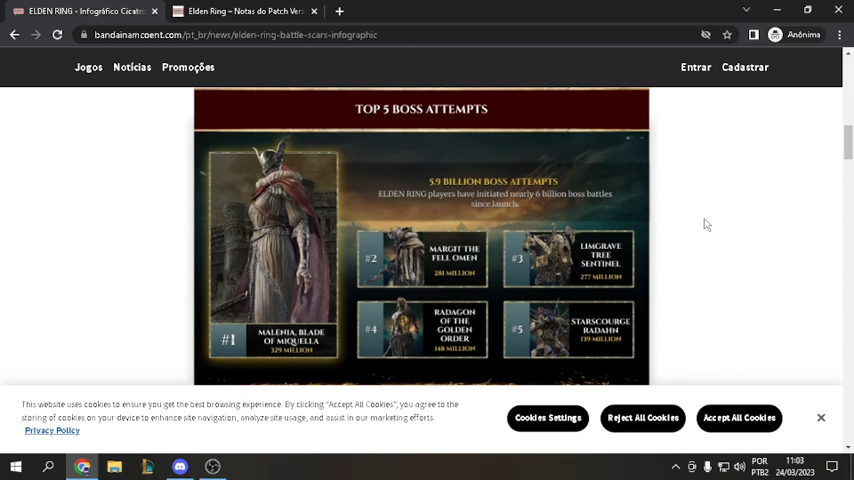 ELDEN RING - Infográfico Cicatri
Elden Ring – Notas do Patch Vers
bandainamcoent.com/pt_br/news/elden-ring-battle-scars-infographic
Anônima
Jogos Notícias Promoções
Entrar Cadastrar
TOP 5 BOSS ATTEMPTS
5.9 BILLION BOSS ATTEMPTS
ELDEN RING players have initiated nearly 6 billion boss battles
since launch.
#1
MALENIA, BLADE
OF MIQUELLA
329 MILLION
#2
MARGIT THE
FELL OMEN
281 MILLION
#3
LIMGRAVE
TREE
SENTINEL
277 MILLION
#4
RADAGON
OF THE
GOLDEN
ORDER
148 MILLION
#5
STARSCOURGE
RADAHN
139 MILLION
This website uses cookies to ensure you get the best browsing experience. By clicking “Accept All Cookies”, you agree to the
storing of cookies on your device to enhance site navigation, analyze site usage, and assist in our marketing efforts.
Privacy Policy
Cookies Settings
Reject All Cookies
Accept All Cookies
POR
PTB2
11:03
24/03/2023